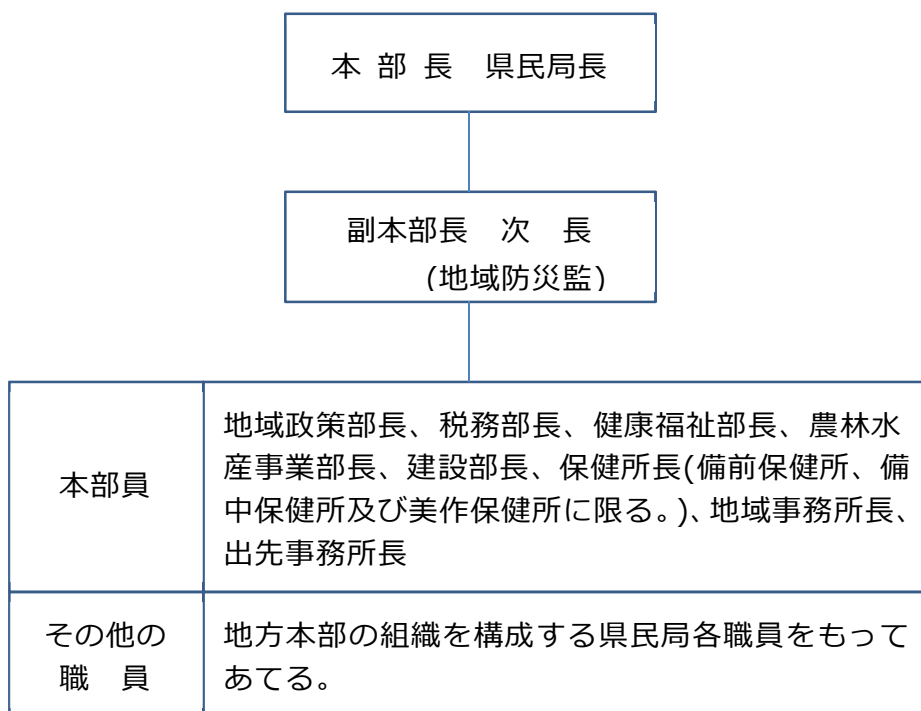 本 部 長　県民局長
副本部長　次　長
(地域防災監)
本部員
地域政策部長、税務部長、健康福祉部長、農林水
産事業部長、建設部長、保健所長(備前保健所、備
中保健所及び美作保健所に限る。)、地域事務所長、
出先事務所長
その他の
職　員
地方本部の組織を構成する県民局各職員をもって
あてる。